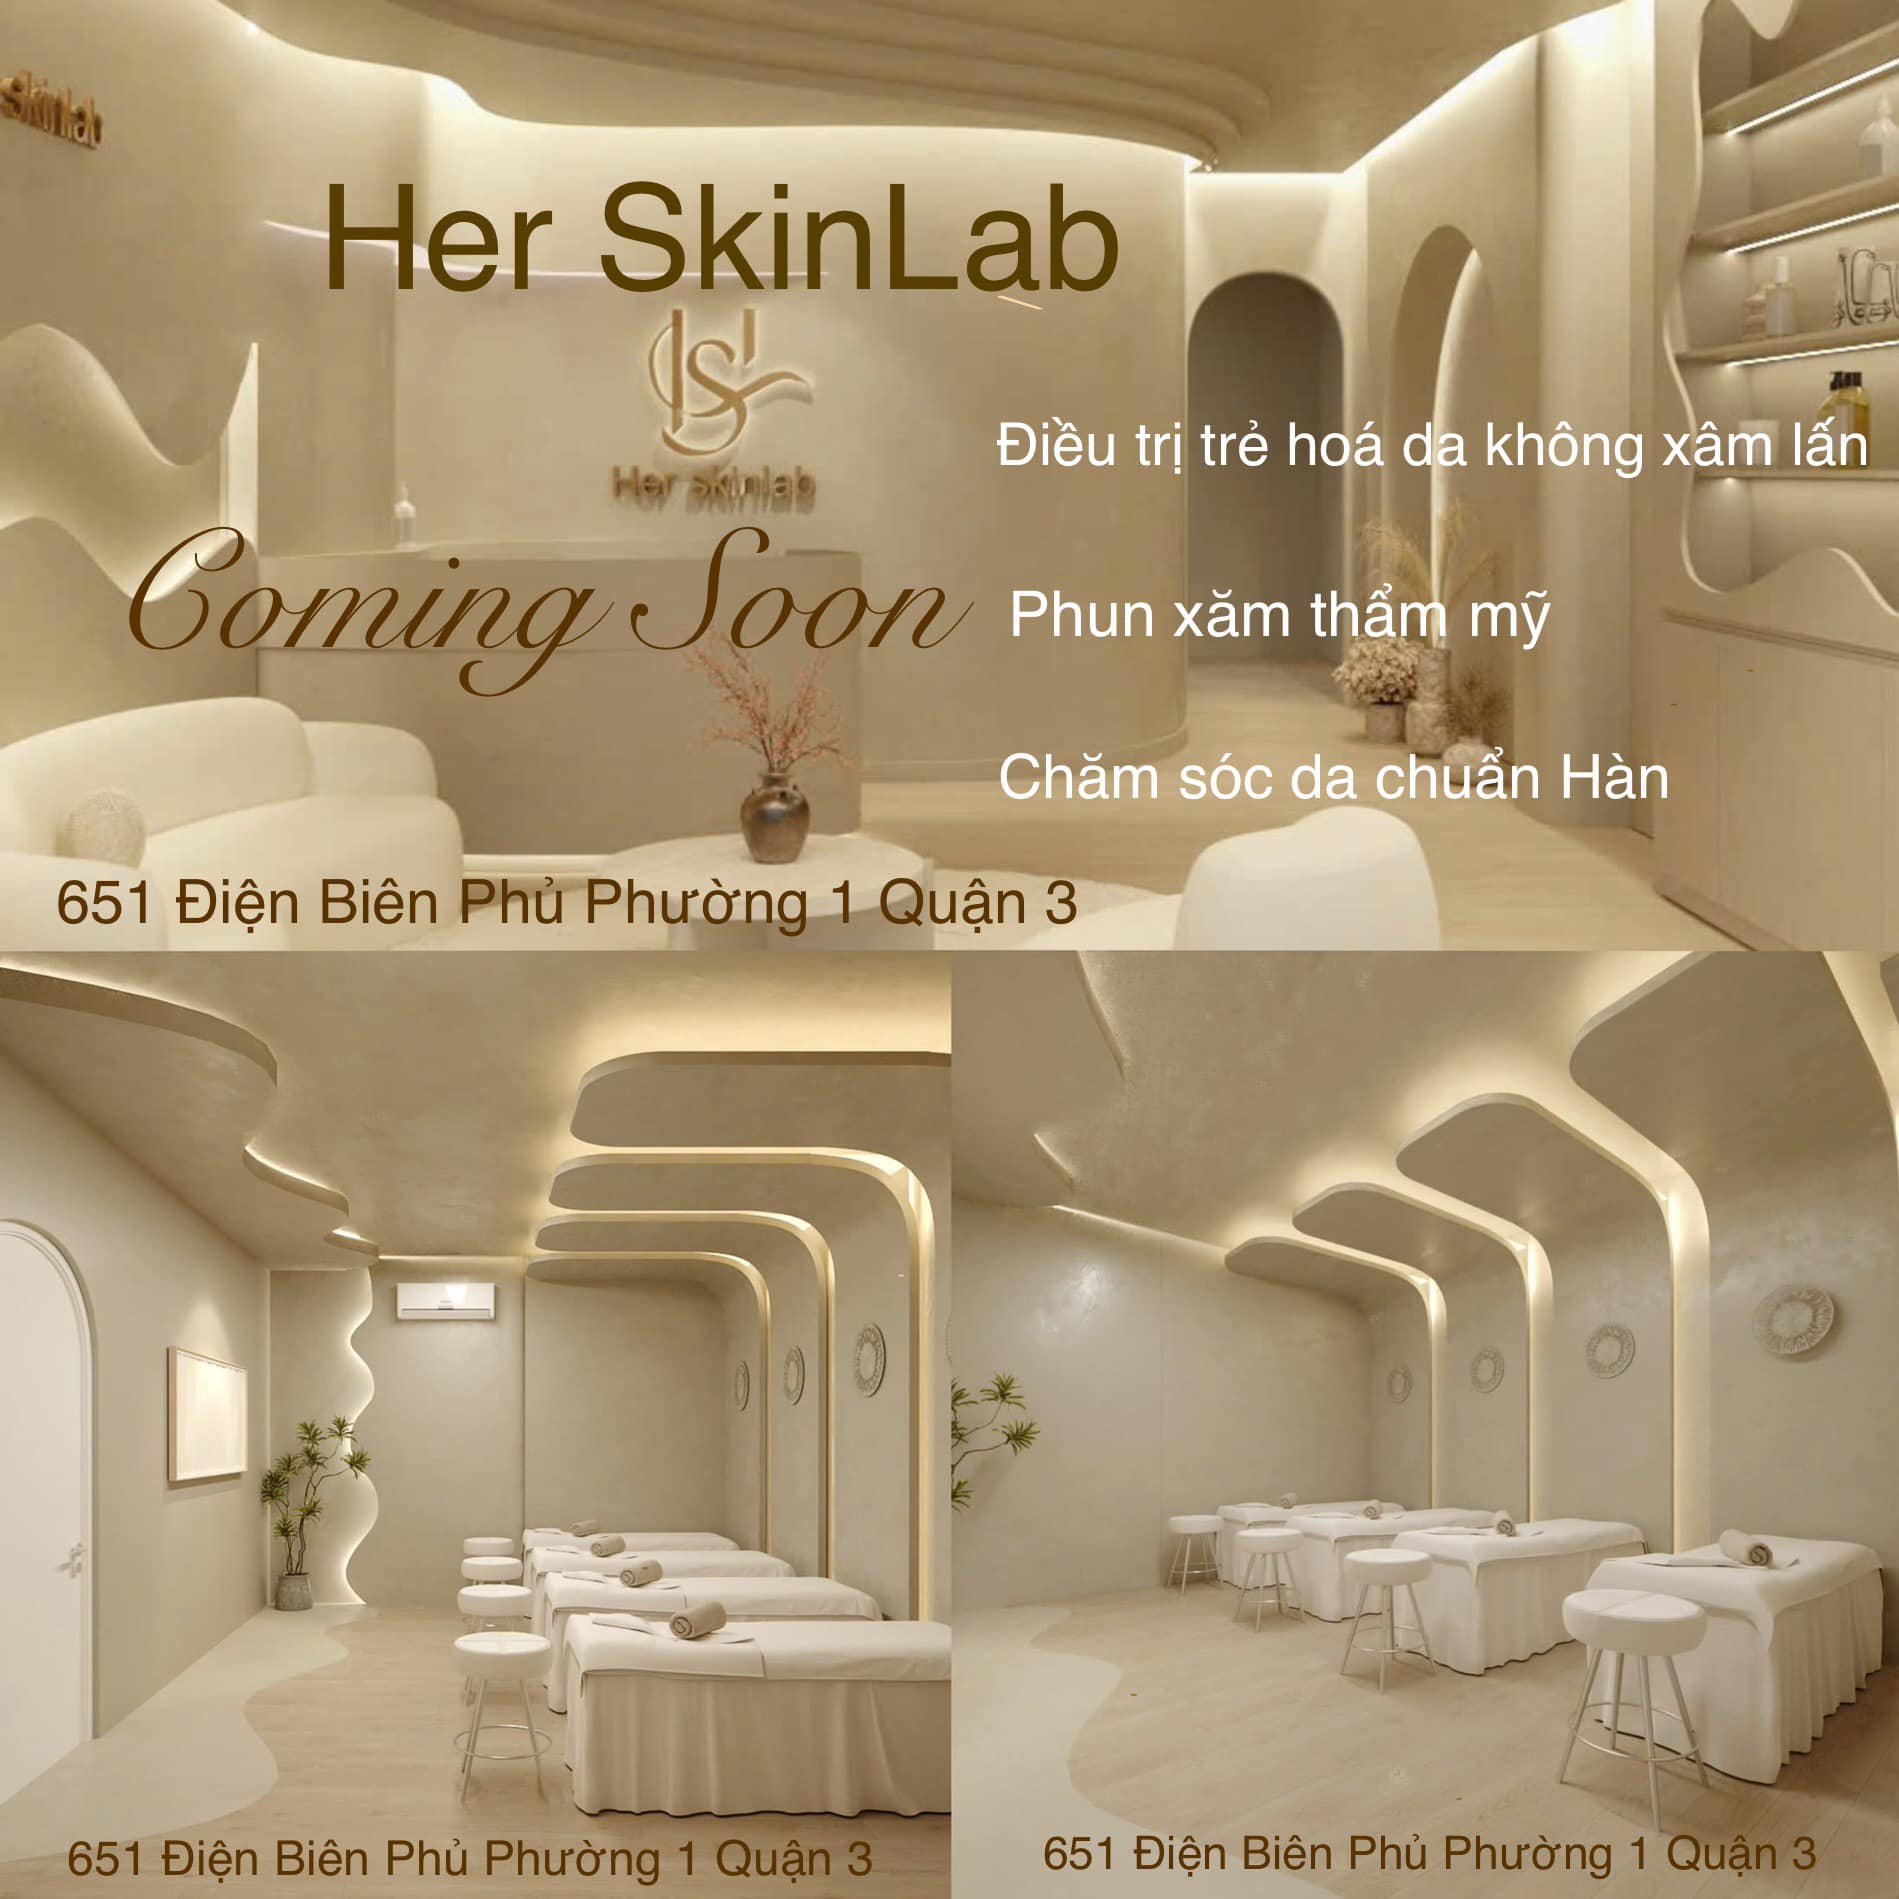 skinlab
Her SkinLab
Her skinlab
Điều trị trẻ hoá da không xâm lấn
Coming Soon
Phun xăm thẩm mỹ
Chăm sóc da chuẩn Hàn
651 Điện Biên Phủ Phường 1 Quận 3
651 Điện Biên Phủ Phường 1 Quận 3
651 Điện Biên Phủ Phường 1 Quận 3